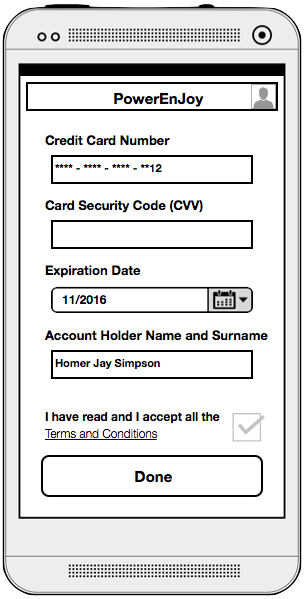 PowerEnJoy
Credit Card Number
**** - **** - **** - **12
Card Security Code (CVV)
Expiration Date
11/2016
Account Holder Name and Surname
Homer Jay Simpson
I have read and I accept all the
Terms and Conditions
Done